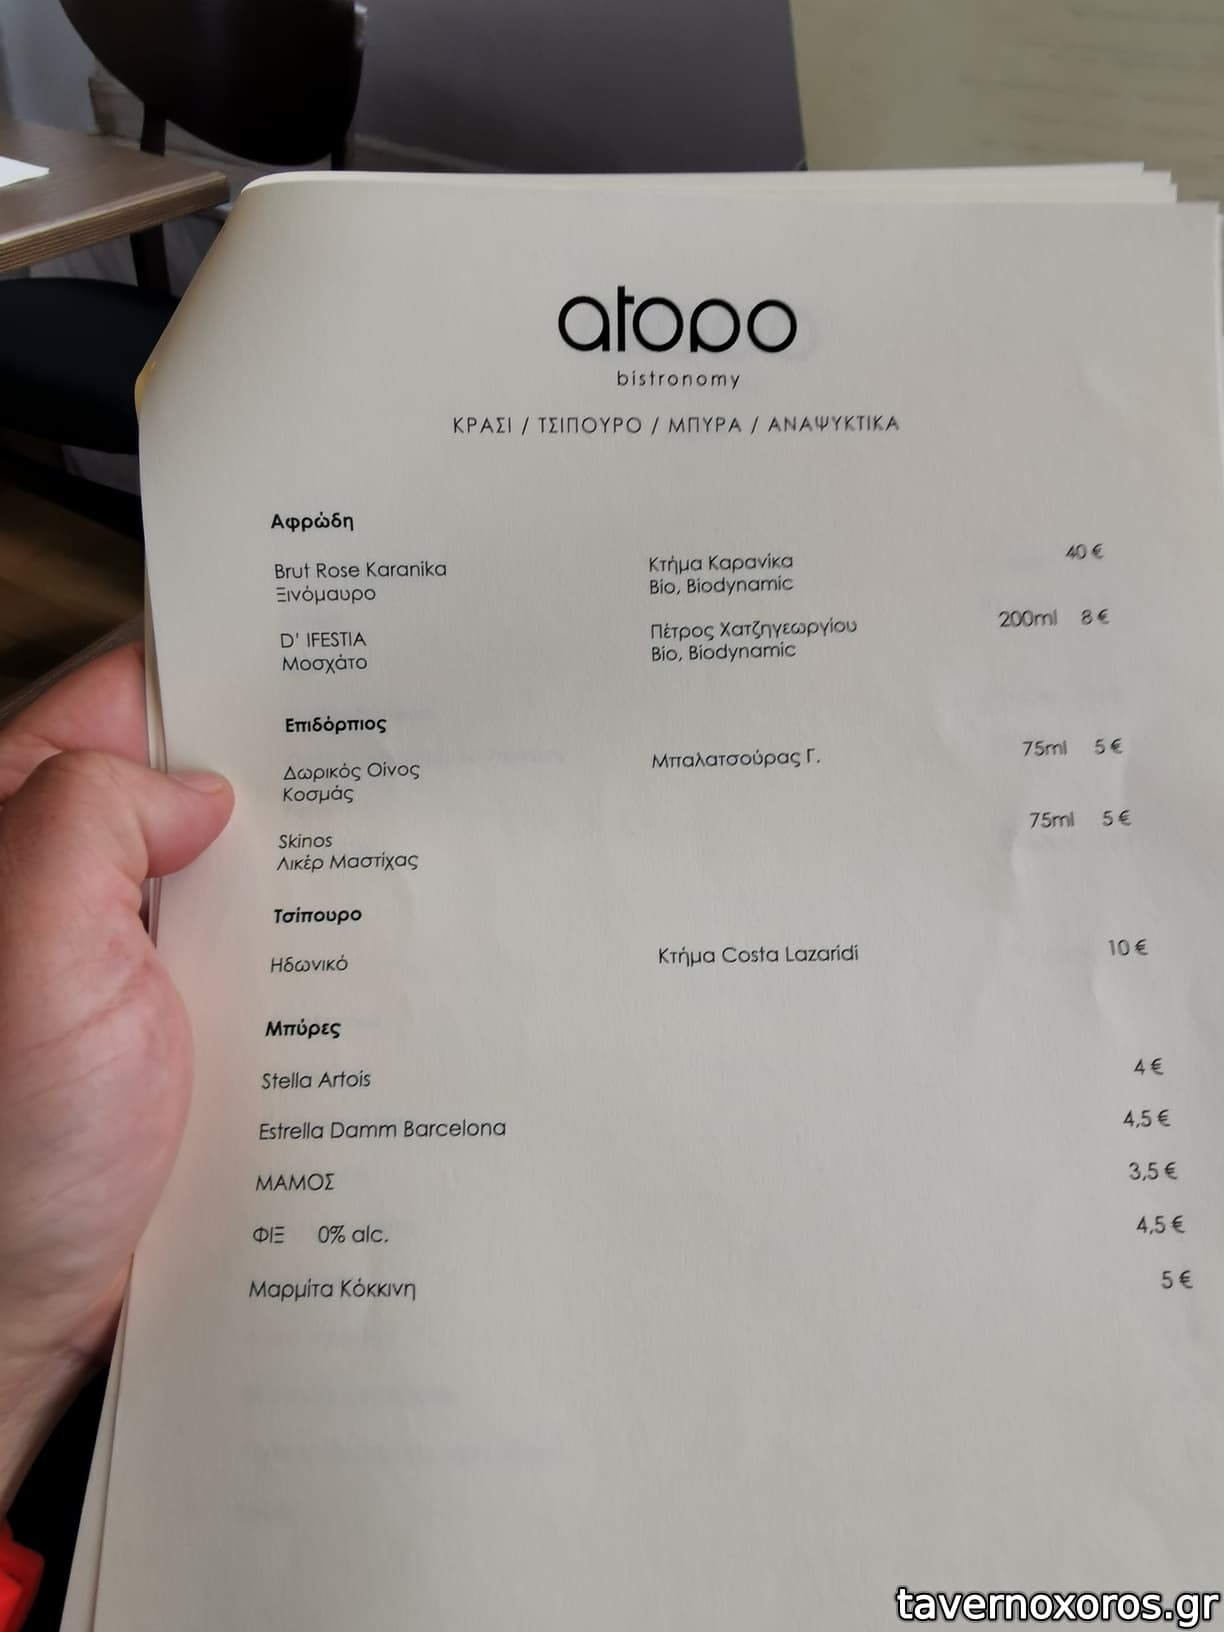 atopo
bistronomy
ΚΡΑΣΙ / ΤΣΙΠΟΥΡΟ / ΜΠΥΡΑ / ΑΝΑΨΥΚΤΙΚΑ
Αφρώδη
Brut Rose Karanika Κτήμα Καρανίκα 40 €
Ξινόμαυρο Bio, Biodynamic
D' IFESTIA Πέτρος Χατζηγεωργίου 200ml 8 €
Μοσχάτο Bio, Biodynamic
Επιδόρπιος
Δωρικός Οίνος Μπαλατσούρας Γ. 75ml 5 €
Κοσμάς
Skinos 75ml 5 €
Λικέρ Μαστίχας
Τσίπουρο
Ηδωνικό Κτήμα Costa Lazaridi 10 €
Μπύρες
Stella Artois 4 €
Estrella Damm Barcelona 4,5 €
ΜΑΜΟΣ 3,5 €
ΦΙΞ 0% alc. 4,5 €
Μαρμίτα Κόκκινη 5 €
tavernoxoros.gr